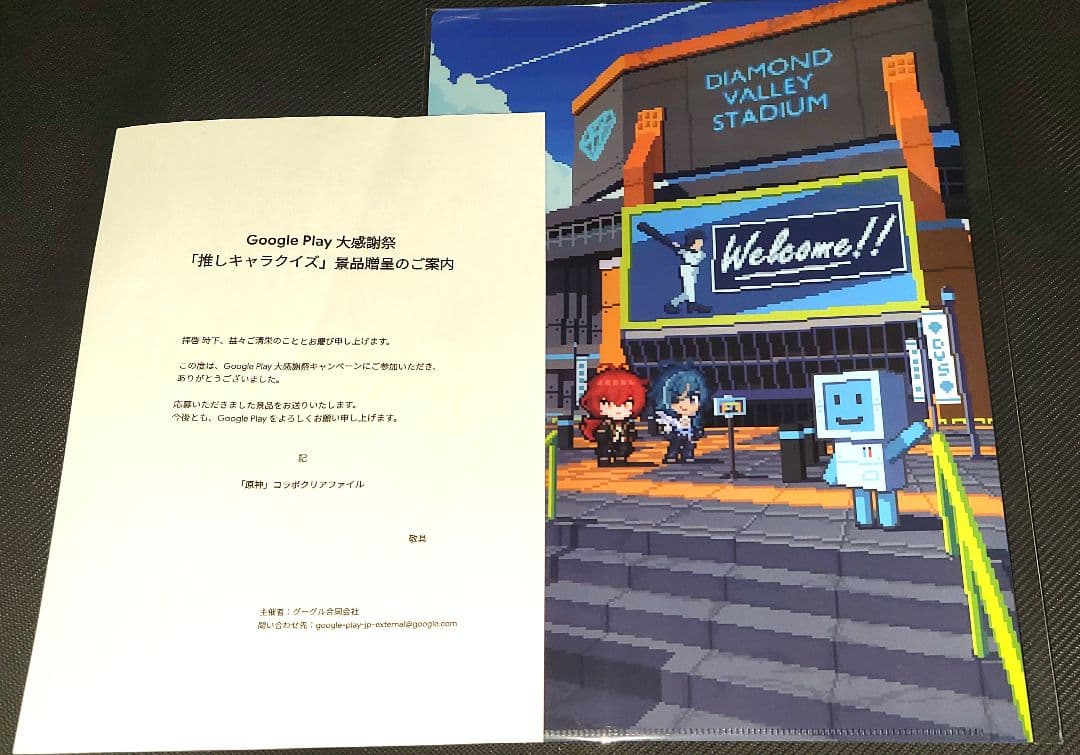 Google Play 大感謝祭
「推しキャラクイズ」景品贈呈のご案内
拝啓 時下、益々ご清栄のこととお慶び申し上げます。
この度は、Google Play 大感謝祭キャンペーンにご参加いただき、
ありがとうございました。
応募いただきました景品をお送りいたします。
今後とも、Google Play をよろしくお願い申し上げます。
記
「原神」コラボクリアファイル
敬具
主催者：グーグル合同会社
問い合わせ先：google-play-jp-external@google.com
DIAMOND
VALLEY
STADIUM
Welcome!!
DVS